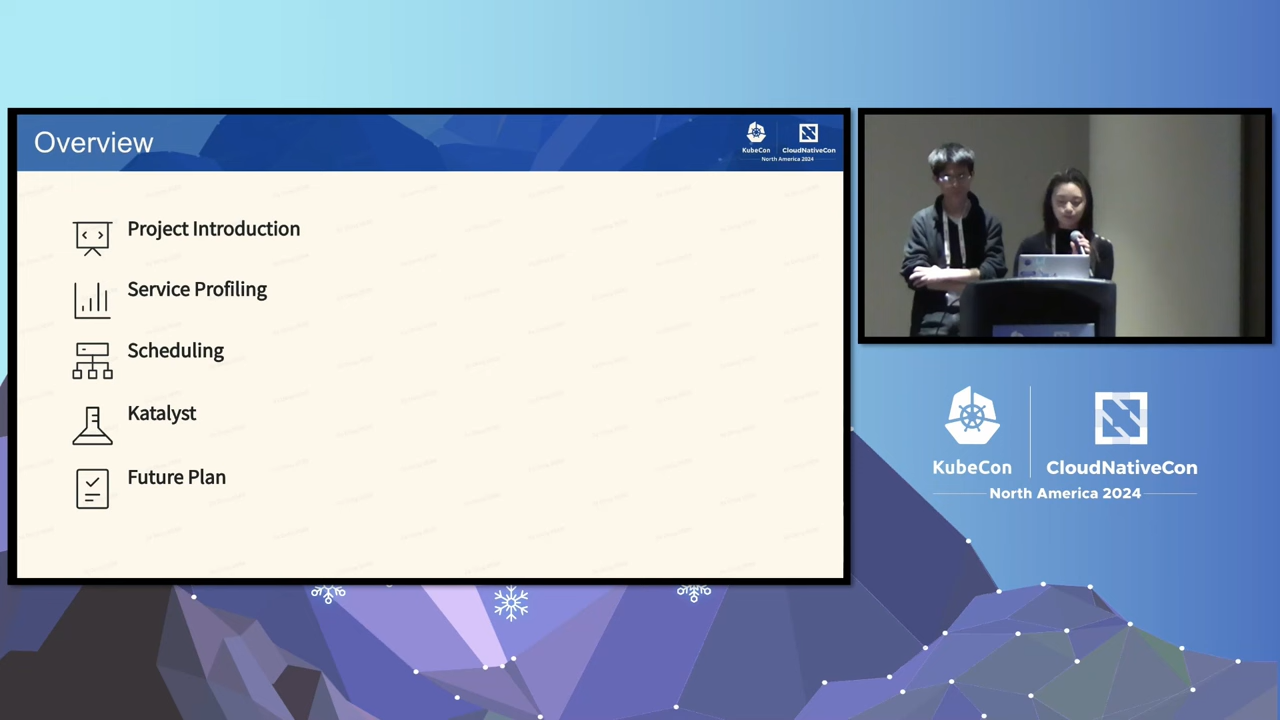 Overview
KubeCon
CloudNativeCon
North America 2024
Project Introduction
Service Profiling
Scheduling
Katalyst
Future Plan
KubeCon
CloudNativeCon
North America 2024